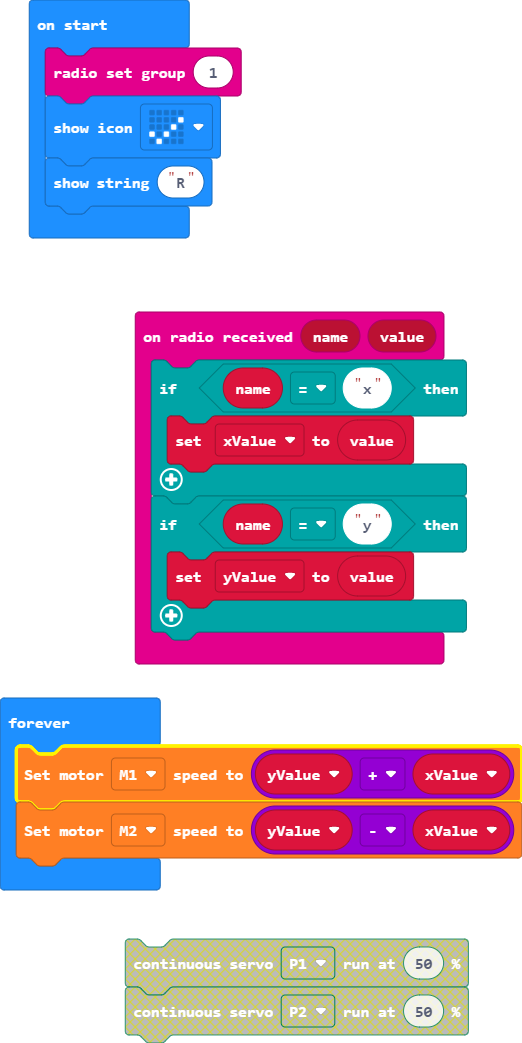 on start
radio set group 1
show icon
show string "R"
on radio received name value
if name = "x" then
set xValue to value
if name = "y" then
set yValue to value
forever
Set motor M1 speed to yValue + xValue
Set motor M2 speed to yValue - xValue
continuous servo P1 run at 50 %
continuous servo P2 run at 50 %